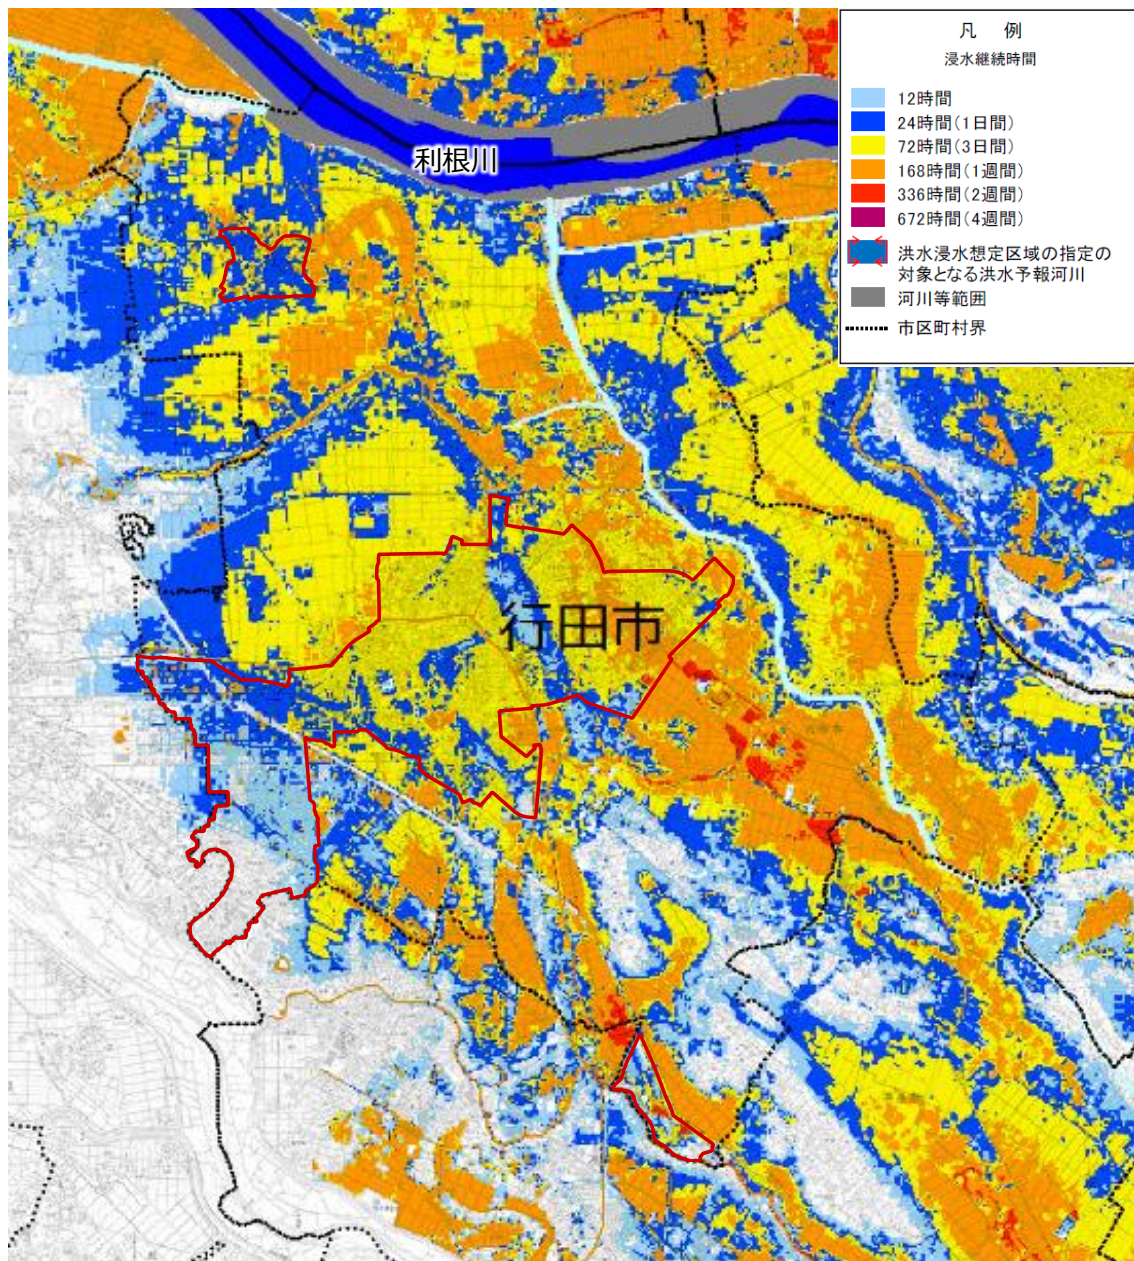 凡 例
浸水継続時間
12時間
24時間(1日間)
72時間(3日間)
168時間(1週間)
336時間(2週間)
672時間(4週間)
洪水浸水想定区域の指定の
対象となる洪水予報河川
河川等範囲
市区町村界
利根川
行田市